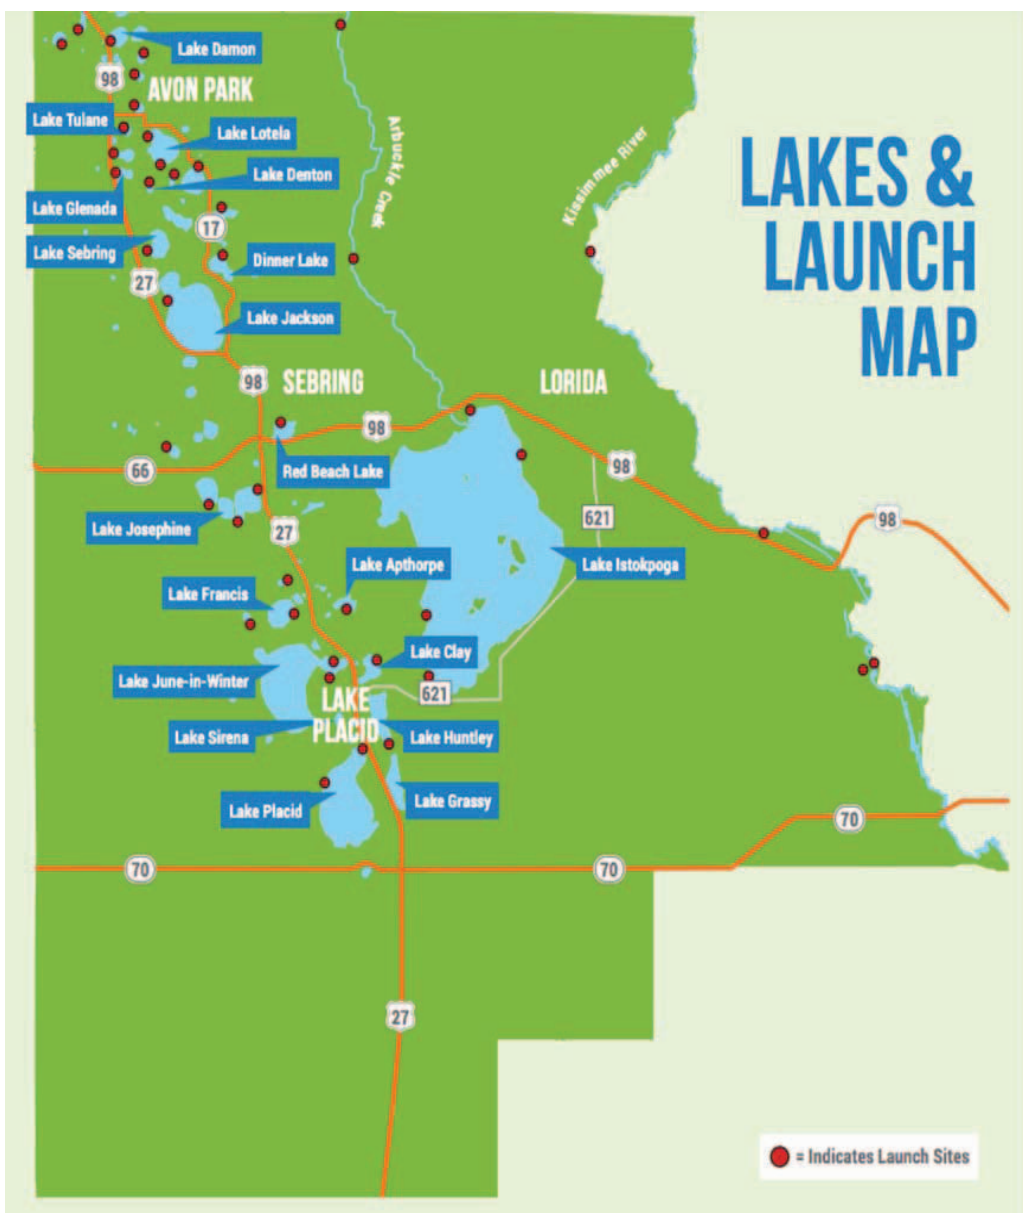 Lake Damon
98
AVON PARK
Lake Tulane
Lake Lotela
Arbuckle Creek
Kissimmee River
LAKES &
LAUNCH
MAP
Lake Denton
Lake Glenada
17
Lake Sebring
Dinner Lake
27
Lake Jackson
98
SEBRING
LORIDA
98
66
Red Beach Lake
98
621
98
Lake Josephine
27
Lake Apthorpe
Lake Istokpoga
Lake Francis
Lake Clay
Lake June-in-Winter
621
LAKE
PLACID
Lake Sirena
Lake Huntley
Lake Placid
Lake Grassy
70
70
70
27
= Indicates Launch Sites